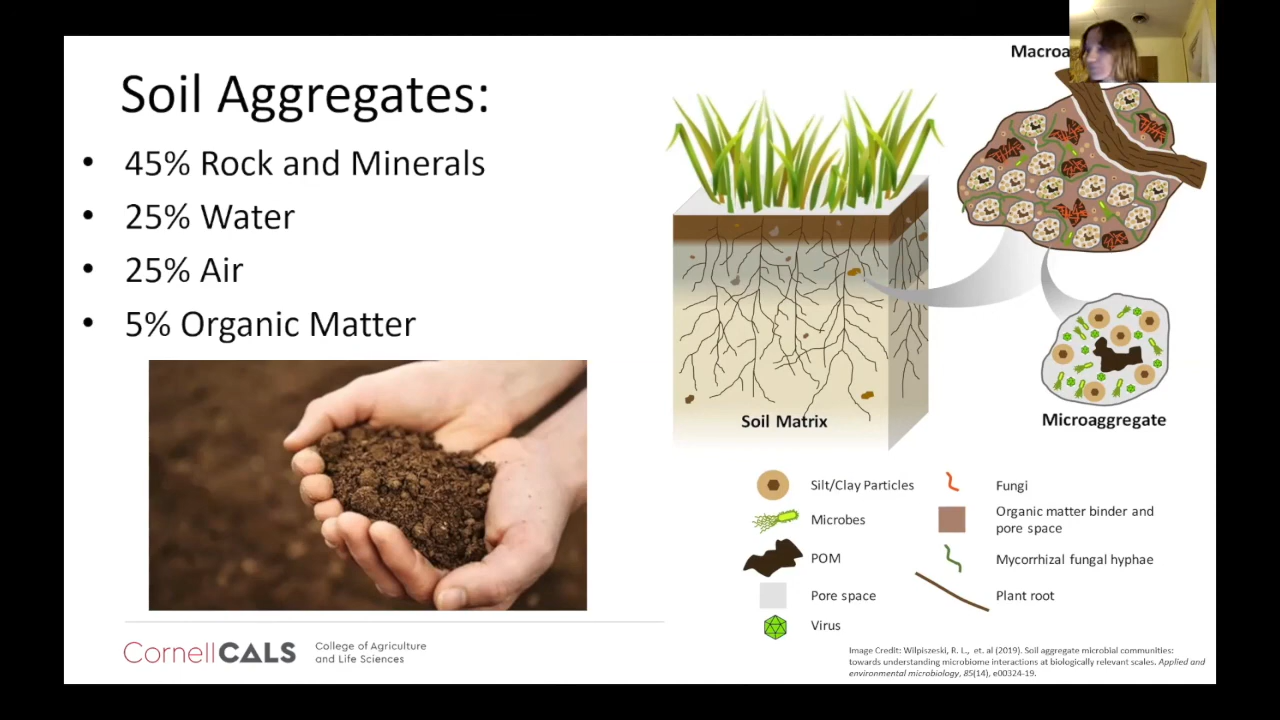 Soil Aggregates:
• 45% Rock and Minerals
• 25% Water
• 25% Air
• 5% Organic Matter
Soil Matrix
Microaggregate
Silt/Clay Particles
Microbes
POM
Pore space
Virus
Fungi
Organic matter binder and
pore space
Mycorrhizal fungal hyphae
Plant root
CornellCALS
College of Agriculture
and Life Sciences
Image Credit: Wilpiszeski, R. L., et. al (2019). Soil aggregate microbial communities:
towards understanding microbiome interactions at biologically relevant scales. Applied and
environmental microbiology, 85(14), e00324-19.